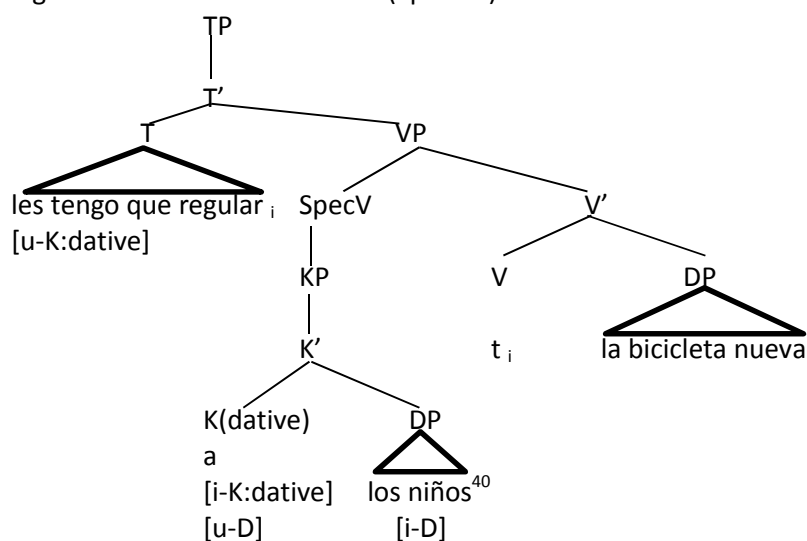 TP
T’
T VP
les tengo que regular i SpecV V’
[u-K:dative]
KP V DP
K’ t i la bicicleta nueva
K(dative) DP
a
[i-K:dative] los niños40
[u-D] [i-D]